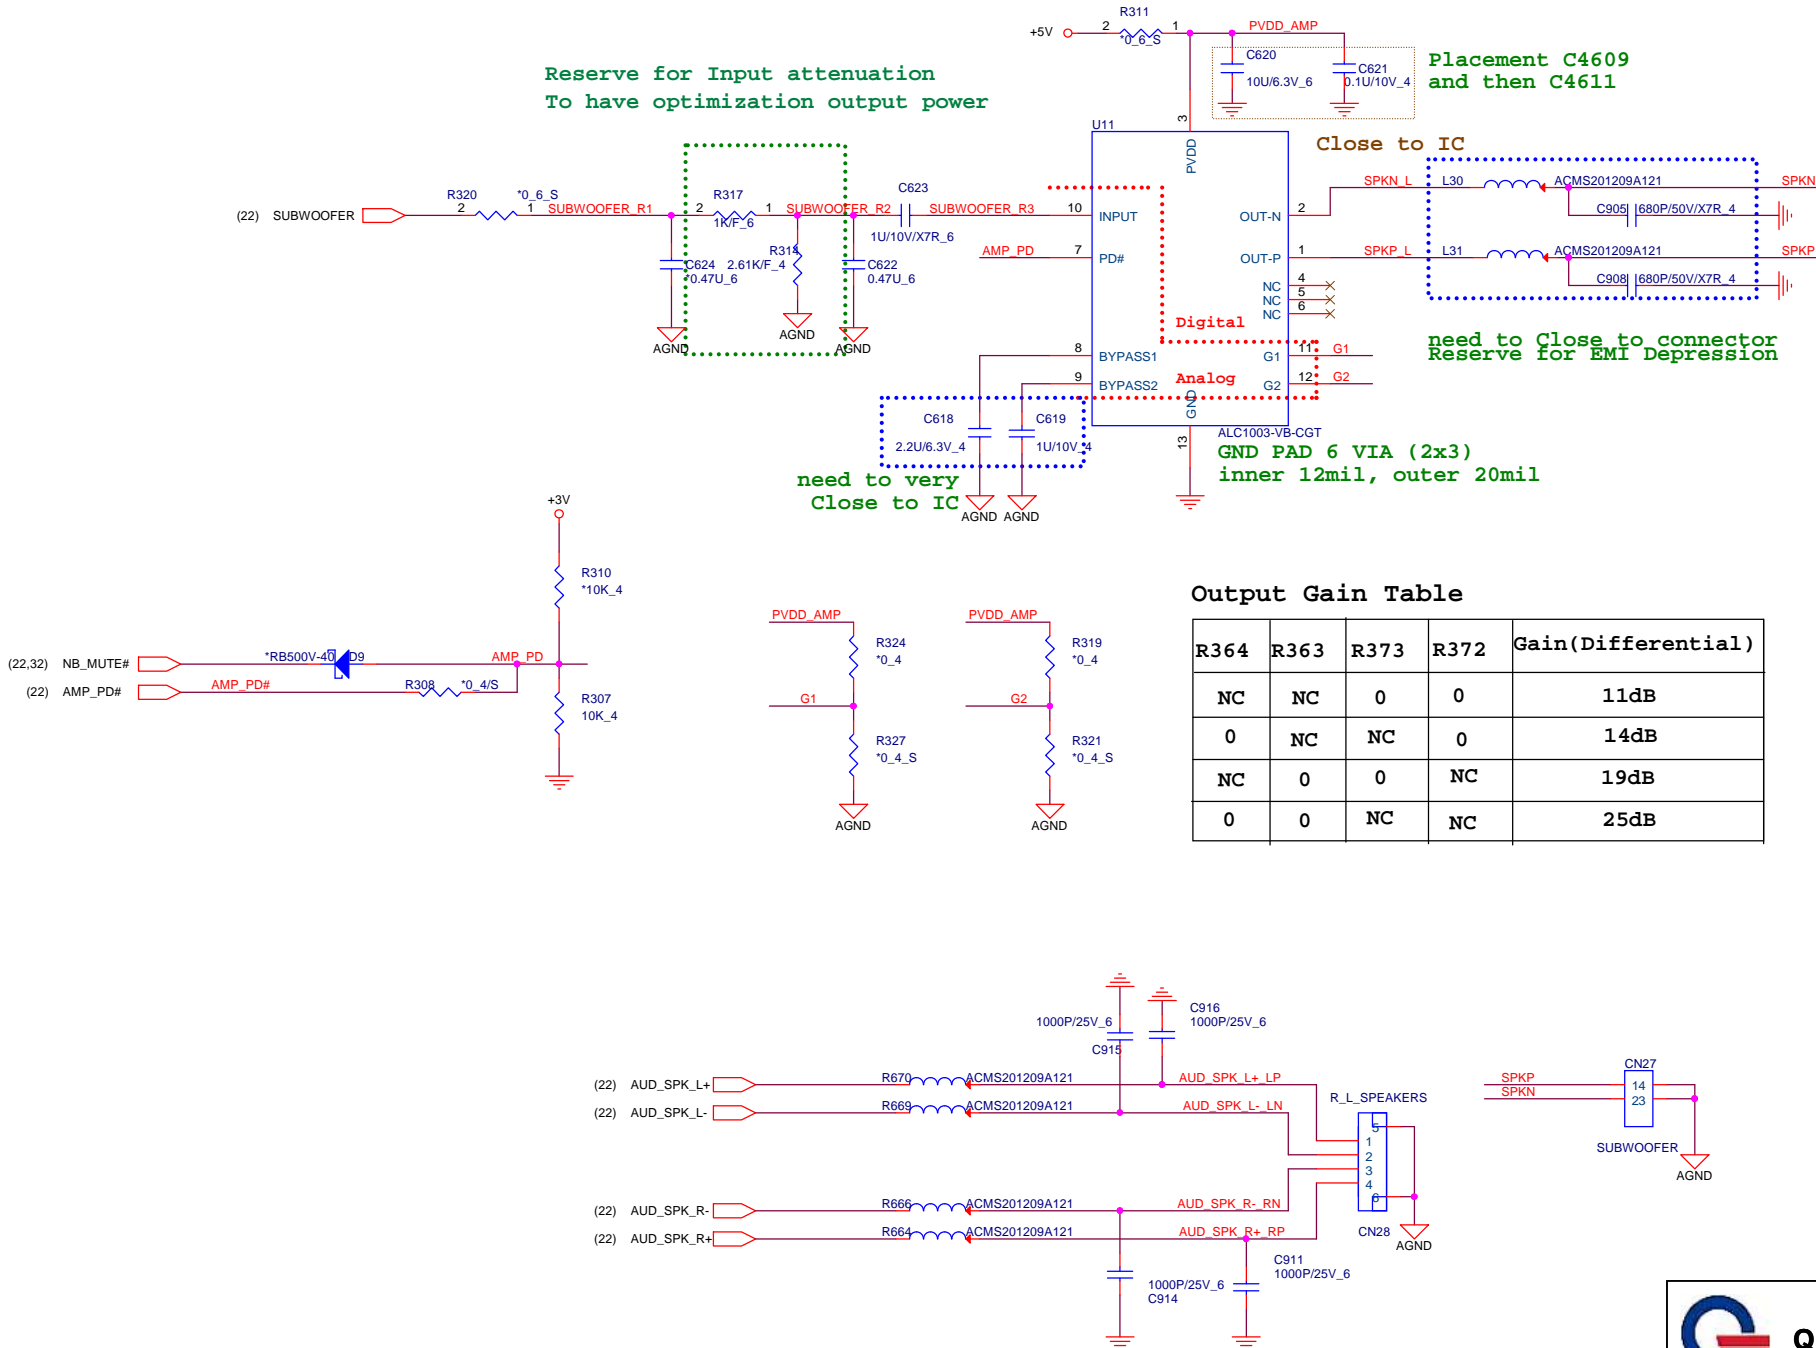 R311
+5V
2
1
*0_6_S
PVDD_AMP
C620
10U/6.3V_6
C621
0.1U/10V_4
Placement C4609
and then C4611
Reserve for Input attenuation
To have optimization output power
U11
3
PVDD
Close to IC
(22) SUBWOOFER
R320
*0_6_S
2
1
SUBWOOFER_R1
2
R317
1
1K/F_6
SUBWOOFER_R2
C623
1U/10V/X7R_6
SUBWOOFER_R3
10
INPUT
R314
2.61K/F_4
C624
*0.47U_6
C622
0.47U_6
AGND
AGND
AGND
AMP_PD
7
PD#
OUT-N
2
SPKN_L
L30
ACMS201209A121
SPKN
C905
680P/50V/X7R_4
OUT-P
1
SPKP_L
L31
ACMS201209A121
SPKP
C908
680P/50V/X7R_4
NC
4
NC
5
NC
6
Digital
need to Close to connector
Reserve for EMI Depression
8
BYPASS1
G1
11
G1
9
BYPASS2
Analog
G2
12
G2
GND
13
ALC1003-VB-CGT
GND PAD 6 VIA (2x3)
inner 12mil, outer 20mil
C618
2.2U/6.3V_4
C619
1U/10V_4
need to very
Close to IC
AGND
AGND
+3V
R310
*10K_4
(22,32) NB_MUTE#
*RB500V-40
D9
AMP_PD
(22) AMP_PD#
AMP_PD#
R308
*0_4/S
R307
10K_4
PVDD_AMP
R324
*0_4
G1
R327
*0_4_S
AGND
PVDD_AMP
R319
*0_4
G2
R321
*0_4_S
AGND
Output Gain Table
R364 R363 R373 R372 Gain(Differential)
NC NC 0 0 11dB
0 NC NC 0 14dB
NC 0 0 NC 19dB
0 0 NC NC 25dB
1000P/25V_6
C915
C916
1000P/25V_6
(22) AUD_SPK_L+
R670
ACMS201209A121
AUD_SPK_L+_LP
(22) AUD_SPK_L-
R669
ACMS201209A121
AUD_SPK_L-_LN
(22) AUD_SPK_R-
R666
ACMS201209A121
AUD_SPK_R-_RN
(22) AUD_SPK_R+
R664
ACMS201209A121
AUD_SPK_R+_RP
1000P/25V_6
C914
C911
1000P/25V_6
R_L_SPEAKERS
5
1
2
3
4
6
CN28
AGND
SPKP
SPKN
CN27
14
23
SUBWOOFER
AGND
Q